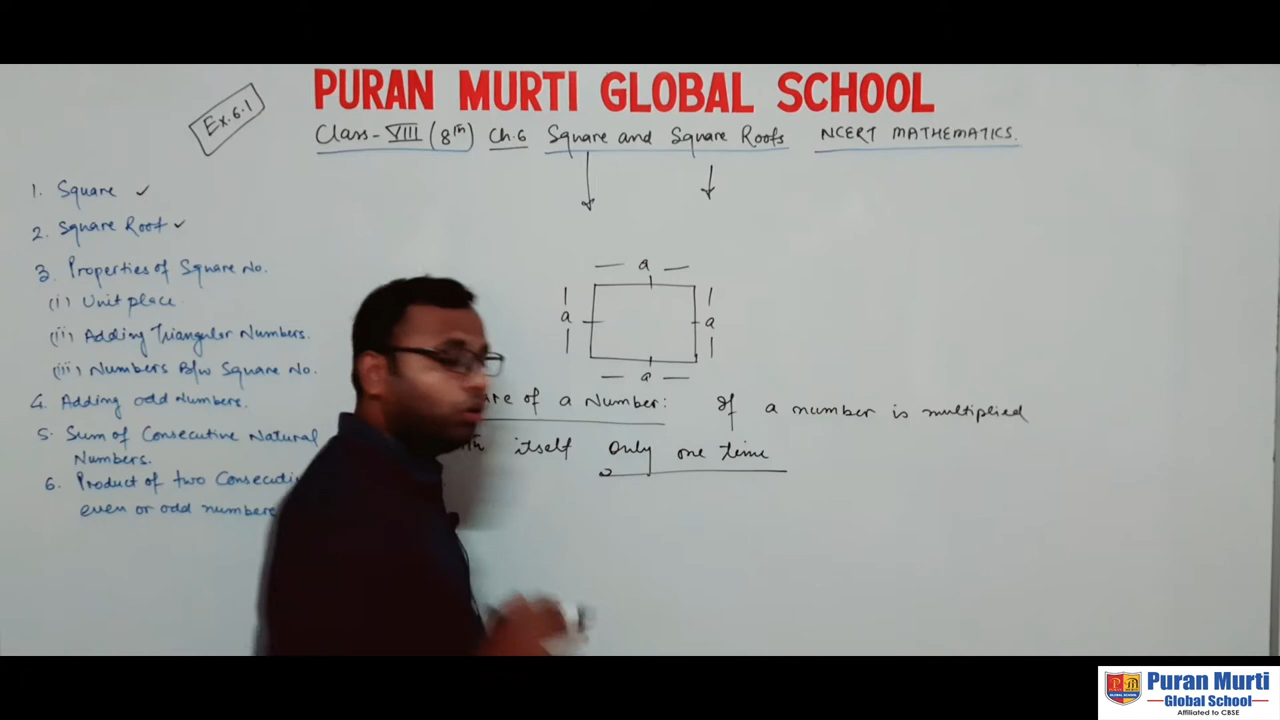 PURAN MURTI GLOBAL SCHOOL
Ex. 6.1
Class-VIII (8th) Ch.6 Square and Square Roots NCERT MATHEMATICS.
1. Square ✓
2. Square Root ✓
3. Properties of Square No.
(i) Unit place
(ii) Adding Triangular Numbers.
(iii) Numbers B/w Square No.
4. Adding odd Numbers.
5. Sum of Consecutive Natural
Numbers.
6. Product of two Consecuti
even or odd numbers
a
a
a
a
are of a Number: If a number is multiplied
itself only one time
Puran Murti
Global School
Affiliated to CBSE